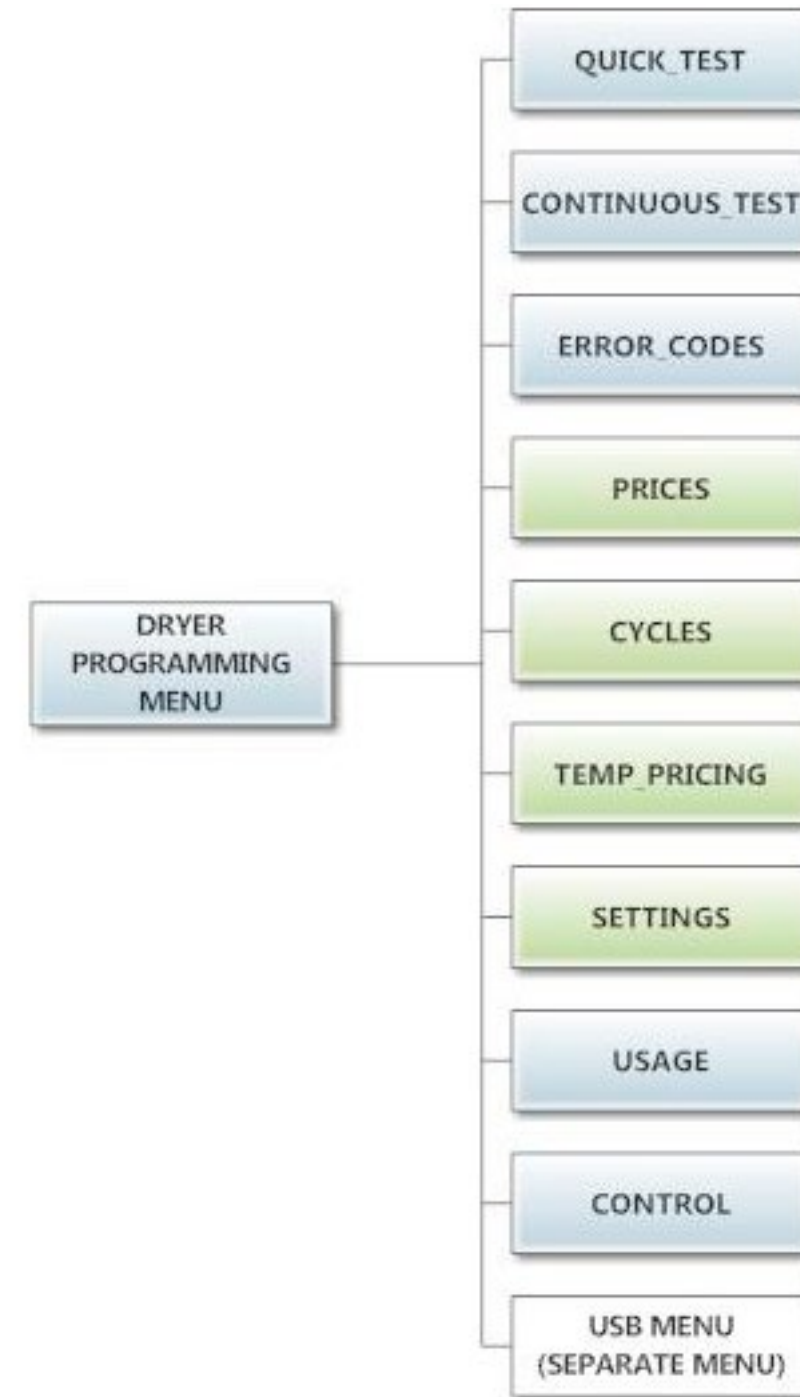 QUICK_TEST
CONTINUOUS_TEST
ERROR_CODES
PRICES
CYCLES
DRYER
PROGRAMMING
MENU
TEMP_PRICING
SETTINGS
USAGE
CONTROL
USB MENU
(SEPARATE MENU)